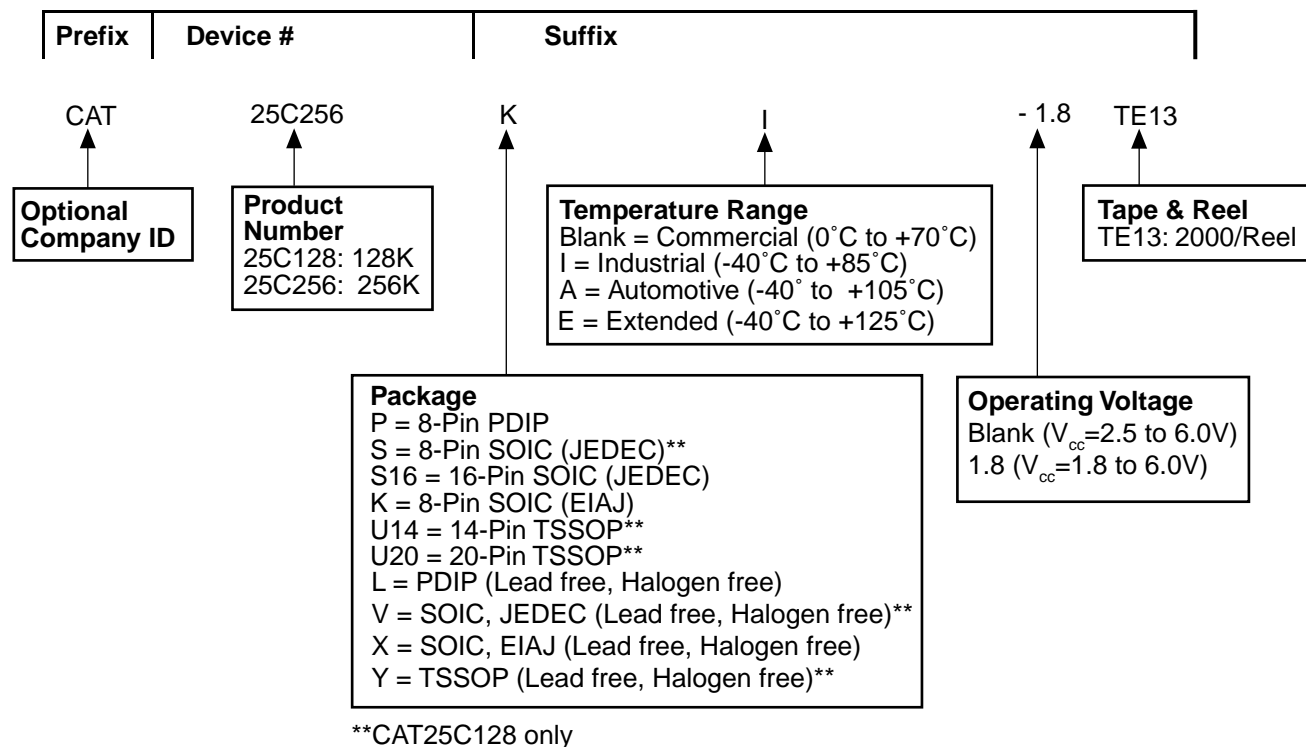 Prefix Device # Suffix
CAT 25C256 K I - 1.8 TE13
Optional
Company ID
Product
Number
25C128: 128K
25C256: 256K
Temperature Range
Blank = Commercial (0˚C to +70˚C)
I = Industrial (-40˚C to +85˚C)
A = Automotive (-40˚ to +105˚C)
E = Extended (-40˚C to +125˚C)
Tape & Reel
TE13: 2000/Reel
Package
P = 8-Pin PDIP
S = 8-Pin SOIC (JEDEC)**
S16 = 16-Pin SOIC (JEDEC)
K = 8-Pin SOIC (EIAJ)
U14 = 14-Pin TSSOP**
U20 = 20-Pin TSSOP**
L = PDIP (Lead free, Halogen free)
V = SOIC, JEDEC (Lead free, Halogen free)**
X = SOIC, EIAJ (Lead free, Halogen free)
Y = TSSOP (Lead free, Halogen free)**
Operating Voltage
Blank (Vcc=2.5 to 6.0V)
1.8 (Vcc=1.8 to 6.0V)
**CAT25C128 only